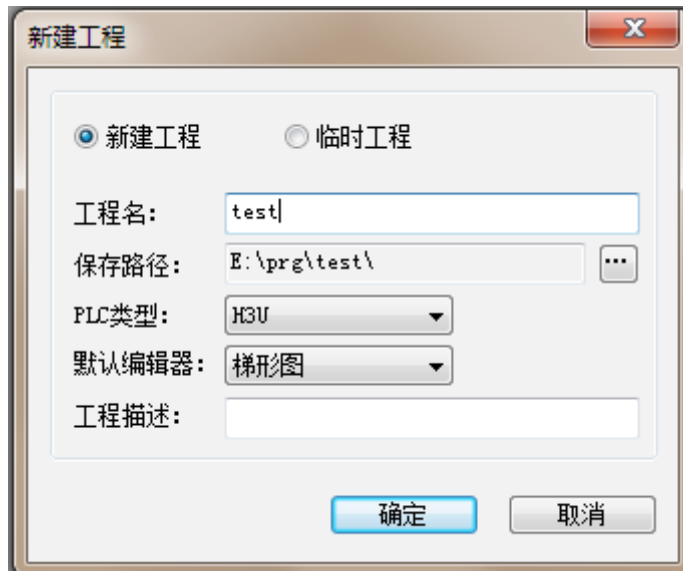 新建工程
新建工程 临时工程
工程名: test
保存路径: E:\prg\test\ ...
PLC类型: H3U
默认编辑器: 梯形图
工程描述:
确定 取消